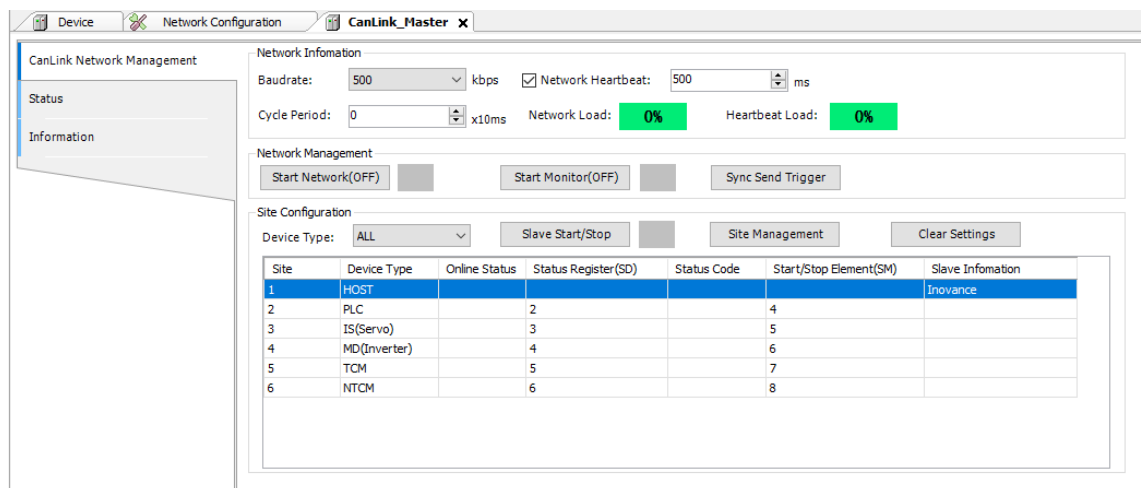 Device Network Configuration CanLink_Master x
CanLink Network Management
Status
Information
Network Infomation
Baudrate: 500 kbps Network Heartbeat: 500 ms
Cycle Period: 0 x10ms Network Load: 0% Heartbeat Load: 0%
Network Management
Start Network(OFF) Start Monitor(OFF) Sync Send Trigger
Site Configuration
Device Type: ALL Slave Start/Stop Site Management Clear Settings
Site Device Type Online Status Status Register(SD) Status Code Start/Stop Element(SM) Slave Infomation
1 HOST Inovance
2 PLC 2 4
3 IS(Servo) 3 5
4 MD(Inverter) 4 6
5 TCM 5 7
6 NTCM 6 8